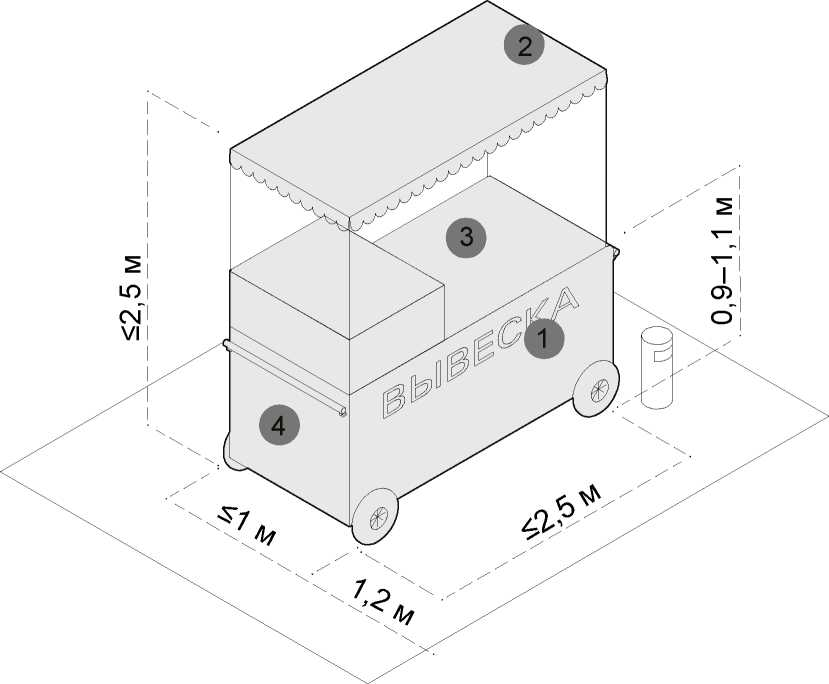 2
3
≤2,5 м
0,9–1,1 м
ВЫВЕСКА
1
4
≤1 м
≤2,5 м
1,2 м